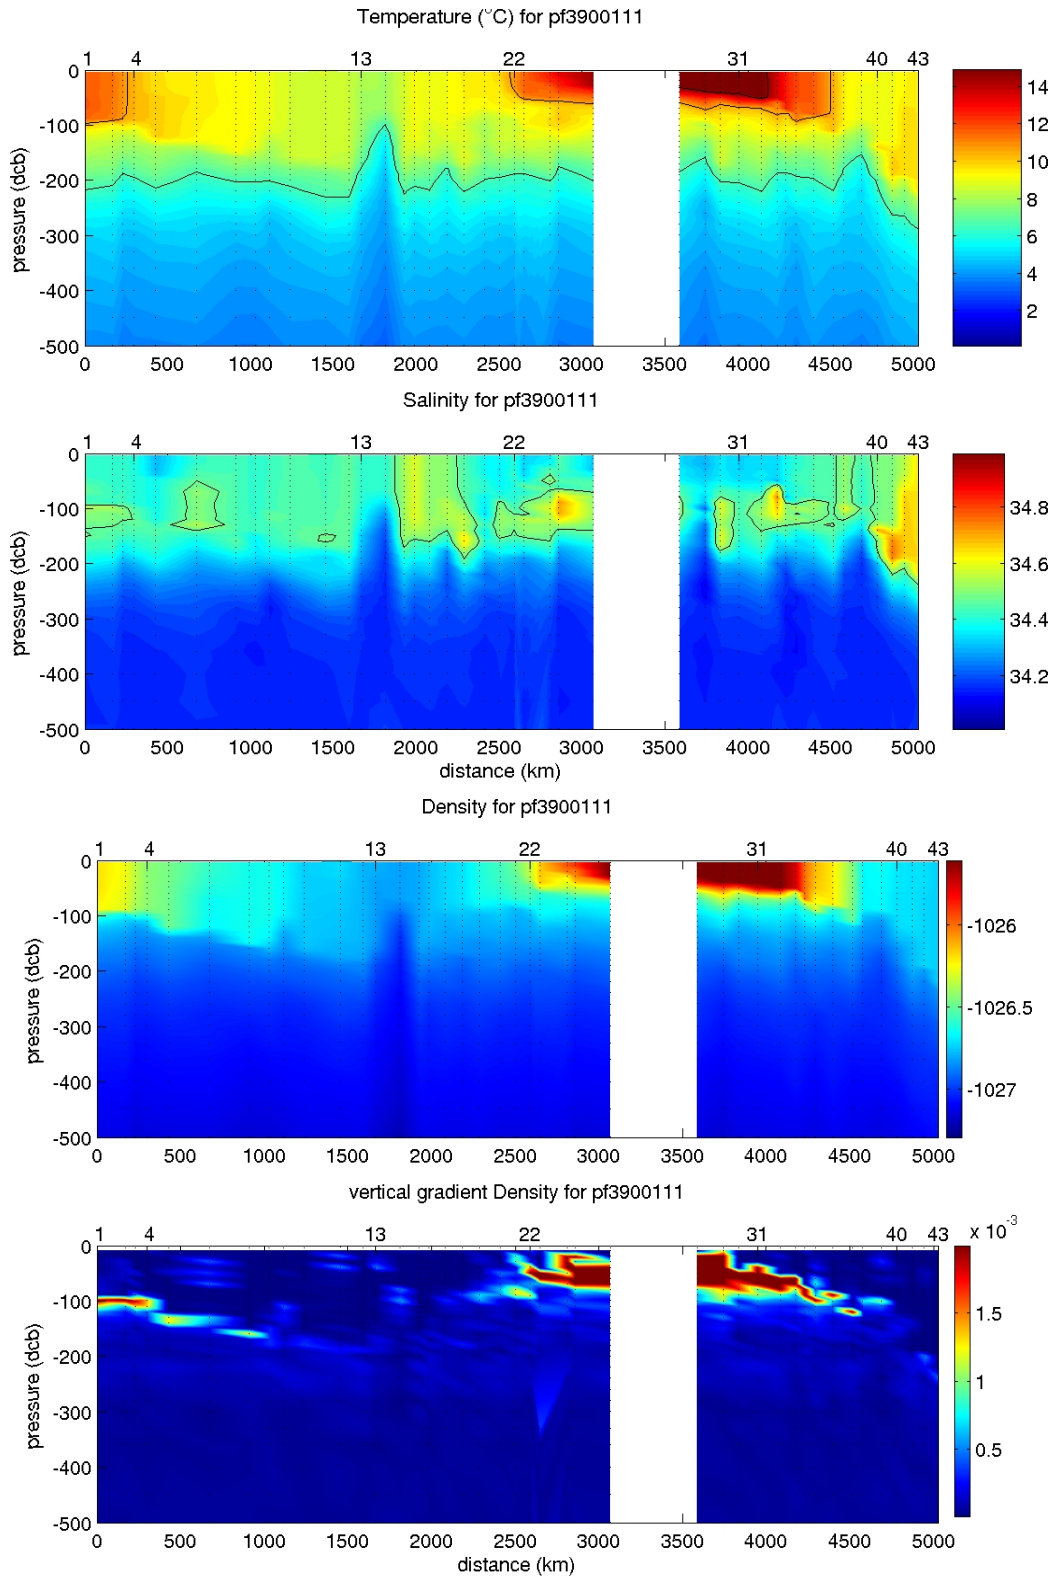 Temperature (°C) for pf3900111
1 4 13 22 31 40 43
0
-100
-200
-300
-400
-500
pressure (dcb)
0 500 1000 1500 2000 2500 3000 3500 4000 4500 5000
14
12
10
8
6
4
2
Salinity for pf3900111
1 4 13 22 31 40 43
0
-100
-200
-300
-400
-500
pressure (dcb)
0 500 1000 1500 2000 2500 3000 3500 4000 4500 5000
distance (km)
34.8
34.6
34.4
34.2
Density for pf3900111
1 4 13 22 31 40 43
0
-100
-200
-300
-400
-500
pressure (dcb)
0 500 1000 1500 2000 2500 3000 3500 4000 4500 5000
-1026
-1026.5
-1027
vertical gradient Density for pf3900111
1 4 13 22 31 40 43
0
-100
-200
-300
-400
-500
pressure (dcb)
0 500 1000 1500 2000 2500 3000 3500 4000 4500 5000
distance (km)
x 10⁻³
1.5
1
0.5